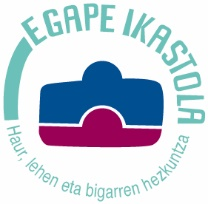 EGAPE IKASTOLA
Haur, lehen eta bigarren hezkuntza